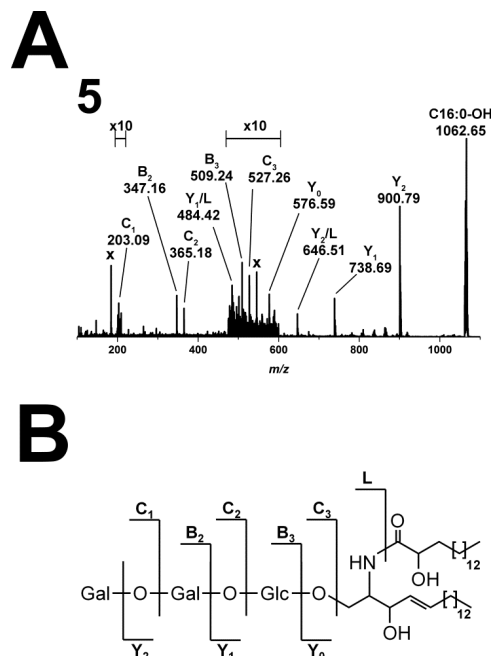 A
5
x10
x10
C16:0-OH
1062.65
B3
509.24
C3
527.26
B2
347.16
Y0
576.59
Y2
900.79
Y1/L
484.42
C1
203.09
C2
365.18
Y2/L
646.51
Y1
738.69
x
x
200
400
600
800
1000
m/z
B
L
C1
C2
C3
B2
B3
O
HN
[ ]12
OH
Gal O Gal O Glc O
[ ]12
OH
Y2
Y1
Y0